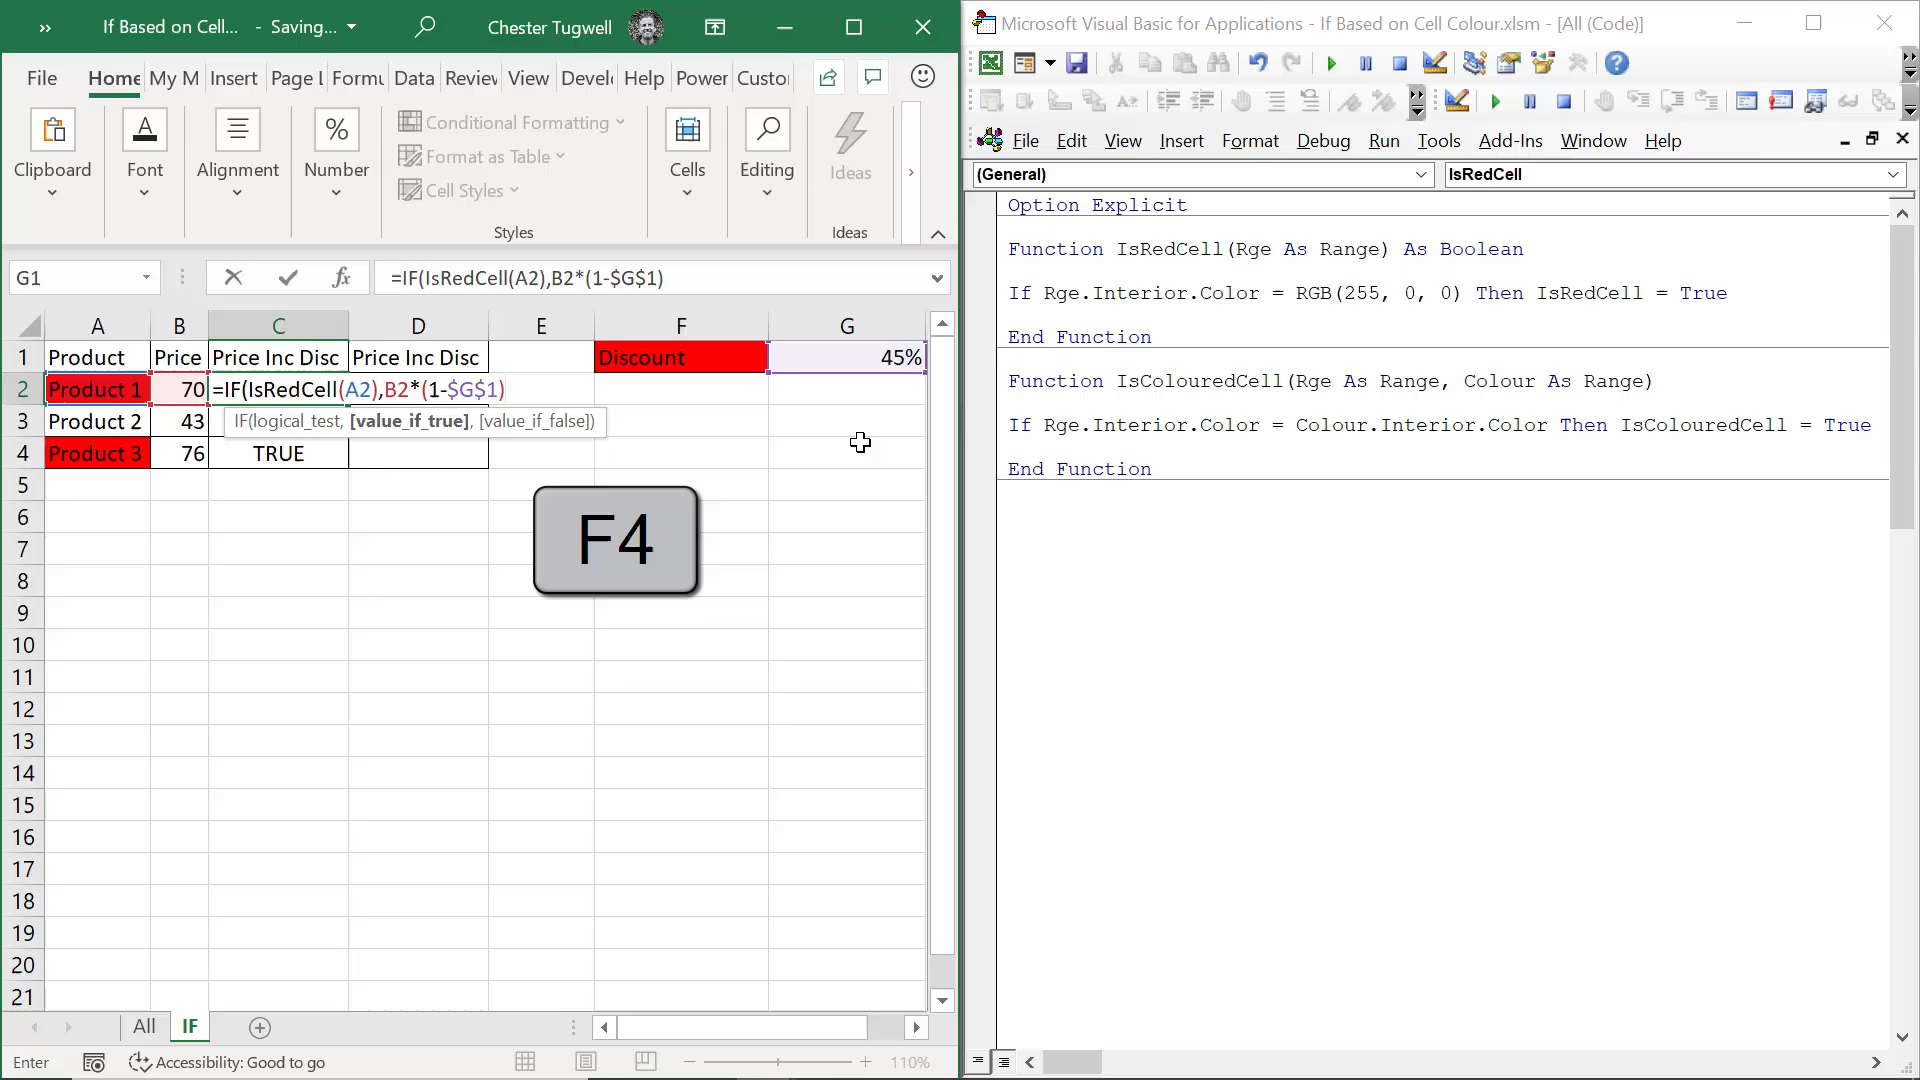 If Based on Cell... - Saving...
Chester Tugwell
File Home My M Insert Page L Formu Data Review View Devel Help Power Custo
Clipboard
Font
Alignment
%
Number
Conditional Formatting
Format as Table
Cell Styles
Styles
Cells
Editing
Ideas
Ideas
G1
fx
=IF(IsRedCell(A2),B2*(1-$G$1)
A B C D E F G
1 Product Price Price Inc Disc Price Inc Disc Discount 45%
2 Product 1 70 =IF(IsRedCell(A2),B2*(1-$G$1)
IF(logical_test, [value_if_true], [value_if_false])
3 Product 2 43
4 Product 3 76 TRUE
5
6
7
8
9
10
11
12
13
14
15
16
17
18
19
20
21
F4
All IF
Enter
Accessibility: Good to go
110%
Microsoft Visual Basic for Applications - If Based on Cell Colour.xlsm - [All (Code)]
File Edit View Insert Format Debug Run Tools Add-Ins Window Help
(General) IsRedCell
Option Explicit
Function IsRedCell(Rge As Range) As Boolean
If Rge.Interior.Color = RGB(255, 0, 0) Then IsRedCell = True
End Function
Function IsColouredCell(Rge As Range, Colour As Range)
If Rge.Interior.Color = Colour.Interior.Color Then IsColouredCell = True
End Function